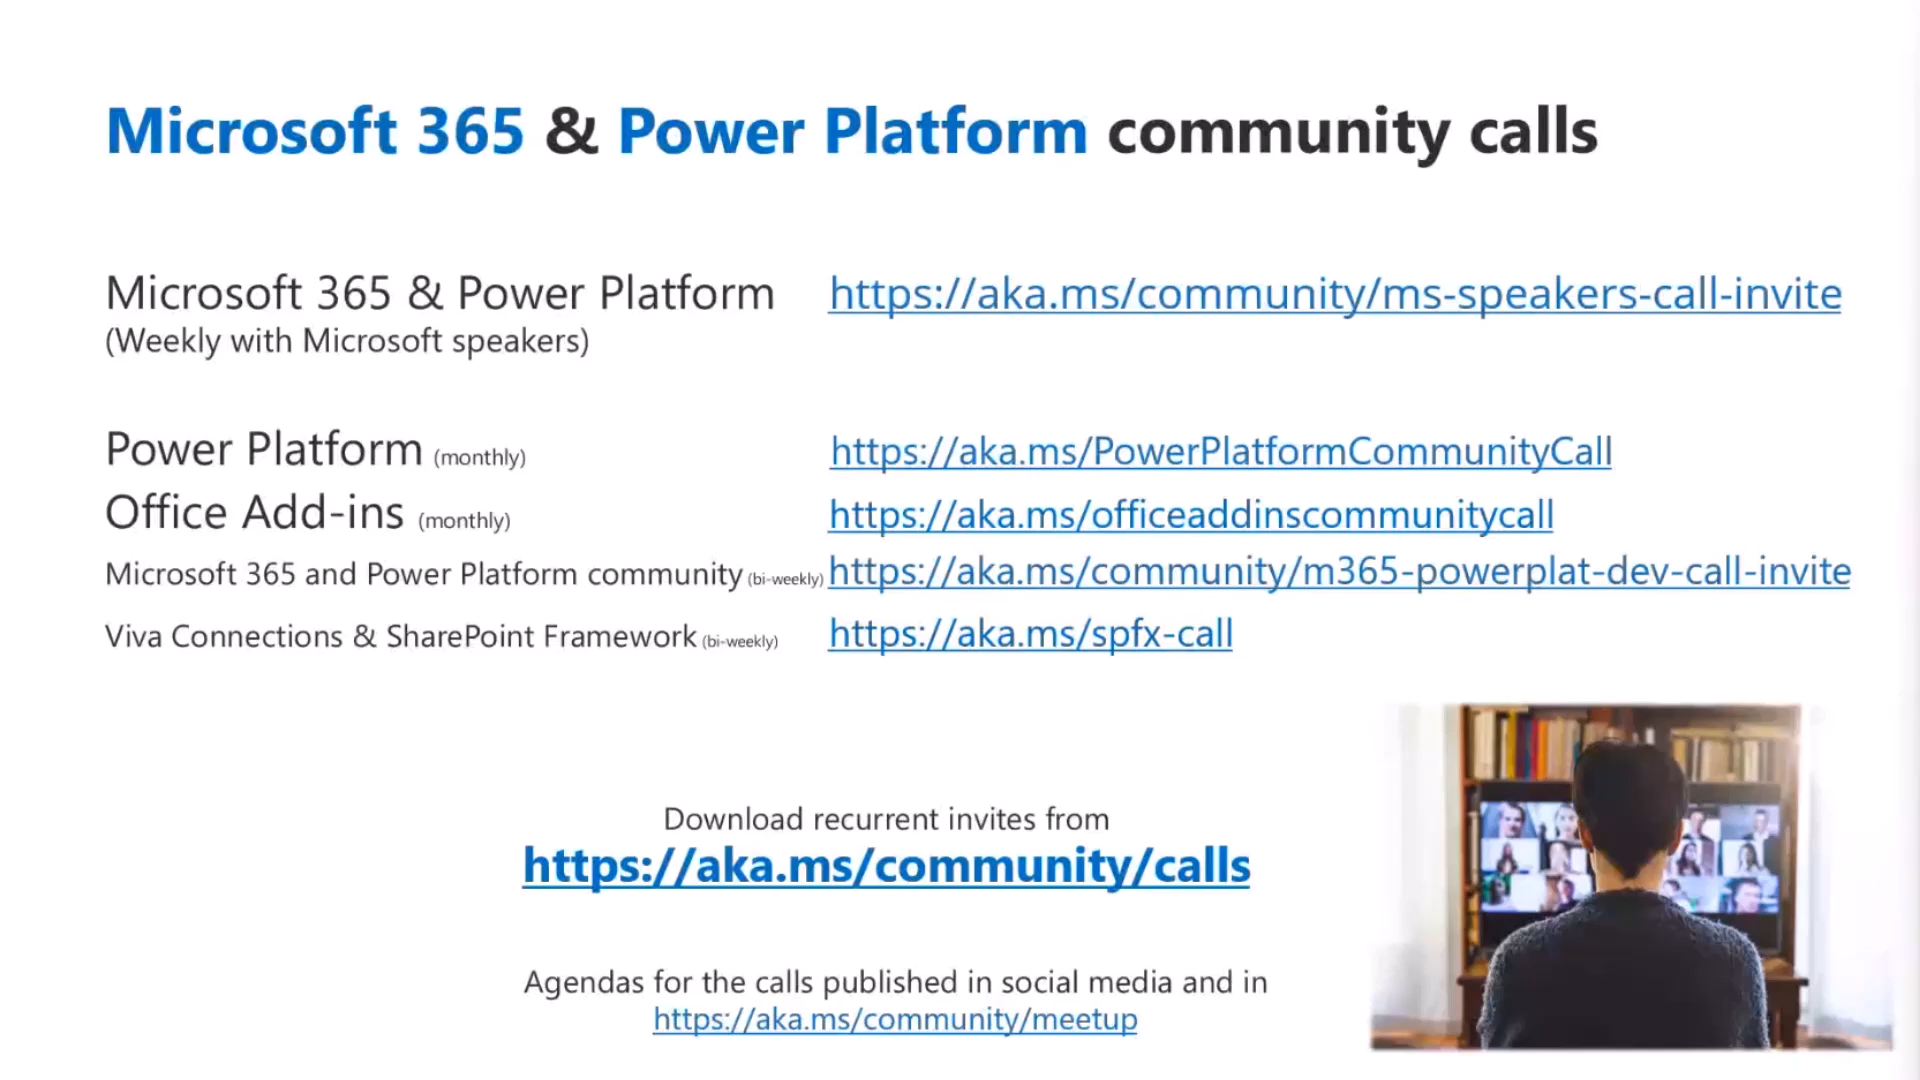 Microsoft 365 & Power Platform community calls
Microsoft 365 & Power Platform https://aka.ms/community/ms-speakers-call-invite
(Weekly with Microsoft speakers)
Power Platform (monthly) https://aka.ms/PowerPlatformCommunityCall
Office Add-ins (monthly) https://aka.ms/officeaddinscommunitycall
Microsoft 365 and Power Platform community (bi-weekly) https://aka.ms/community/m365-powerplat-dev-call-invite
Viva Connections & SharePoint Framework (bi-weekly) https://aka.ms/spfx-call
Download recurrent invites from
https://aka.ms/community/calls
Agendas for the calls published in social media and in
https://aka.ms/community/meetup